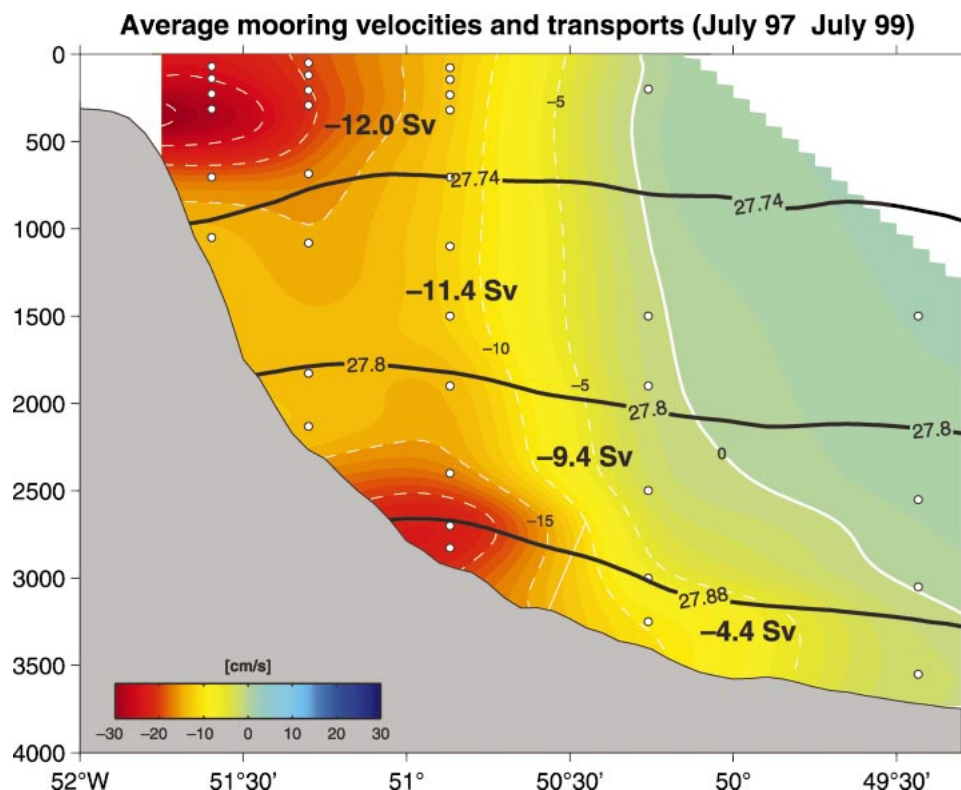 Average mooring velocities and transports (July 97 July 99)
0
500
1000
1500
2000
2500
3000
3500
4000
−5
−12.0 Sv
27.74
27.74
−11.4 Sv
−10
27.8
−5
27.8
27.8
−9.4 Sv
0
−15
27.88
−4.4 Sv
[cm/s]
−30 −20 −10 0 10 20 30
52°W 51°30' 51° 50°30' 50° 49°30'